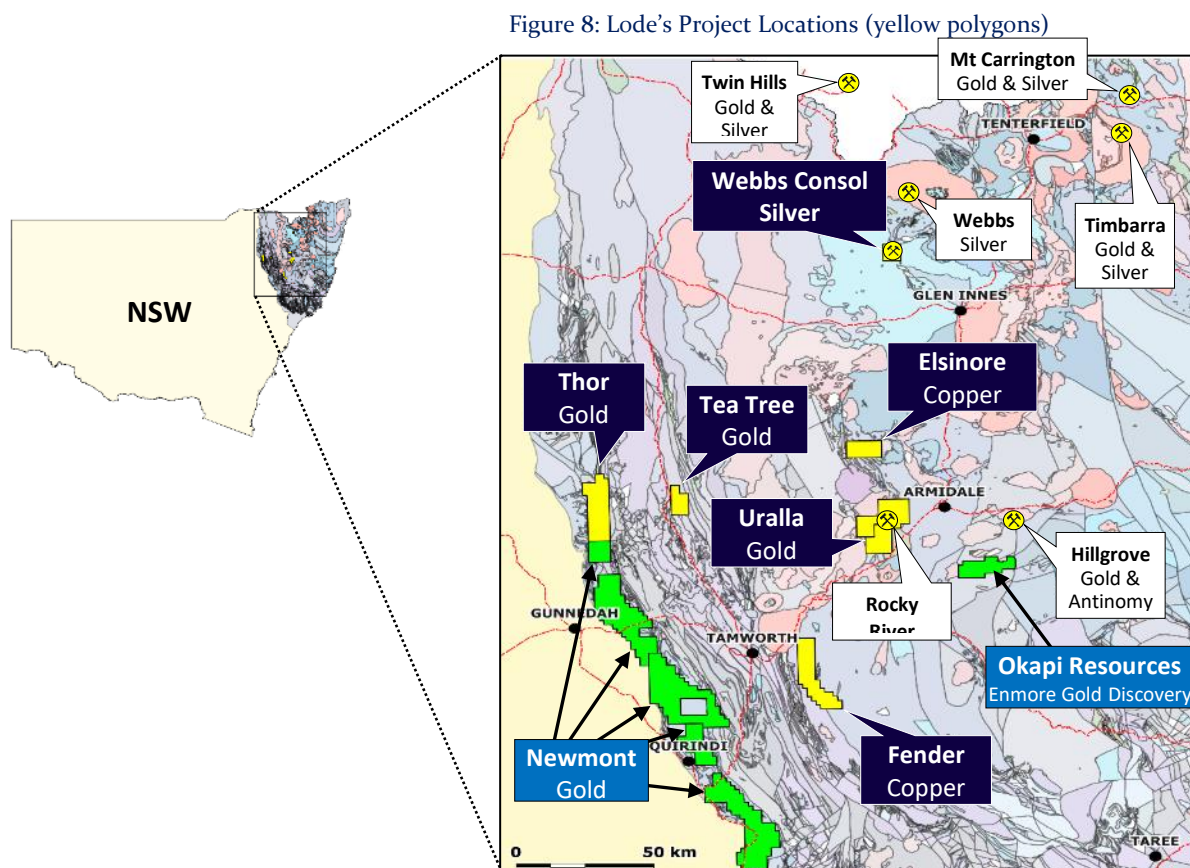 Figure 8: Lode's Project Locations (yellow polygons)
NSW
Twin Hills
Gold &
Silver
Mt Carrington
Gold & Silver
TENTERFIELD
Webbs Consol
Silver
Webbs
Silver
Timbarra
Gold &
Silver
GLEN INNES
Thor
Gold
Tea Tree
Gold
Elsinore
Copper
ARMIDALE
Uralla
Gold
Hillgrove
Gold &
Antinomy
Rocky
River
GUNNEDAH
TAMWORTH
Okapi Resources
Enmore Gold Discovery
Newmont
Gold
QUIRINDI
Fender
Copper
TAREE
0 50 km